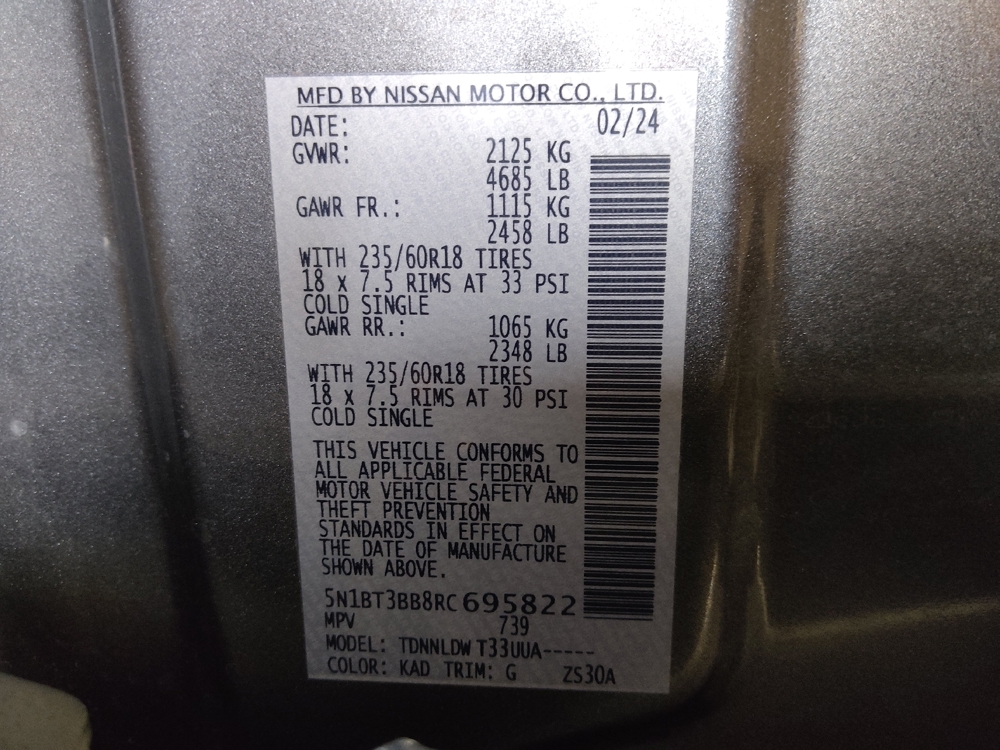 MFD BY NISSAN MOTOR CO., LTD.
DATE: 02/24
GVWR: 2125 KG
4685 LB
GAWR FR.: 1115 KG
2458 LB
WITH 235/60R18 TIRES
18 x 7.5 RIMS AT 33 PSI
COLD SINGLE
GAWR RR.: 1065 KG
2348 LB
WITH 235/60R18 TIRES
18 x 7.5 RIMS AT 30 PSI
COLD SINGLE
THIS VEHICLE CONFORMS TO
ALL APPLICABLE FEDERAL
MOTOR VEHICLE SAFETY AND
THEFT PREVENTION
STANDARDS IN EFFECT ON
THE DATE OF MANUFACTURE
SHOWN ABOVE.
5N1BT3BB8RC695822
MPV 739
MODEL: TDNNLDW T33UUA-----
COLOR: KAD TRIM: G ZS30A